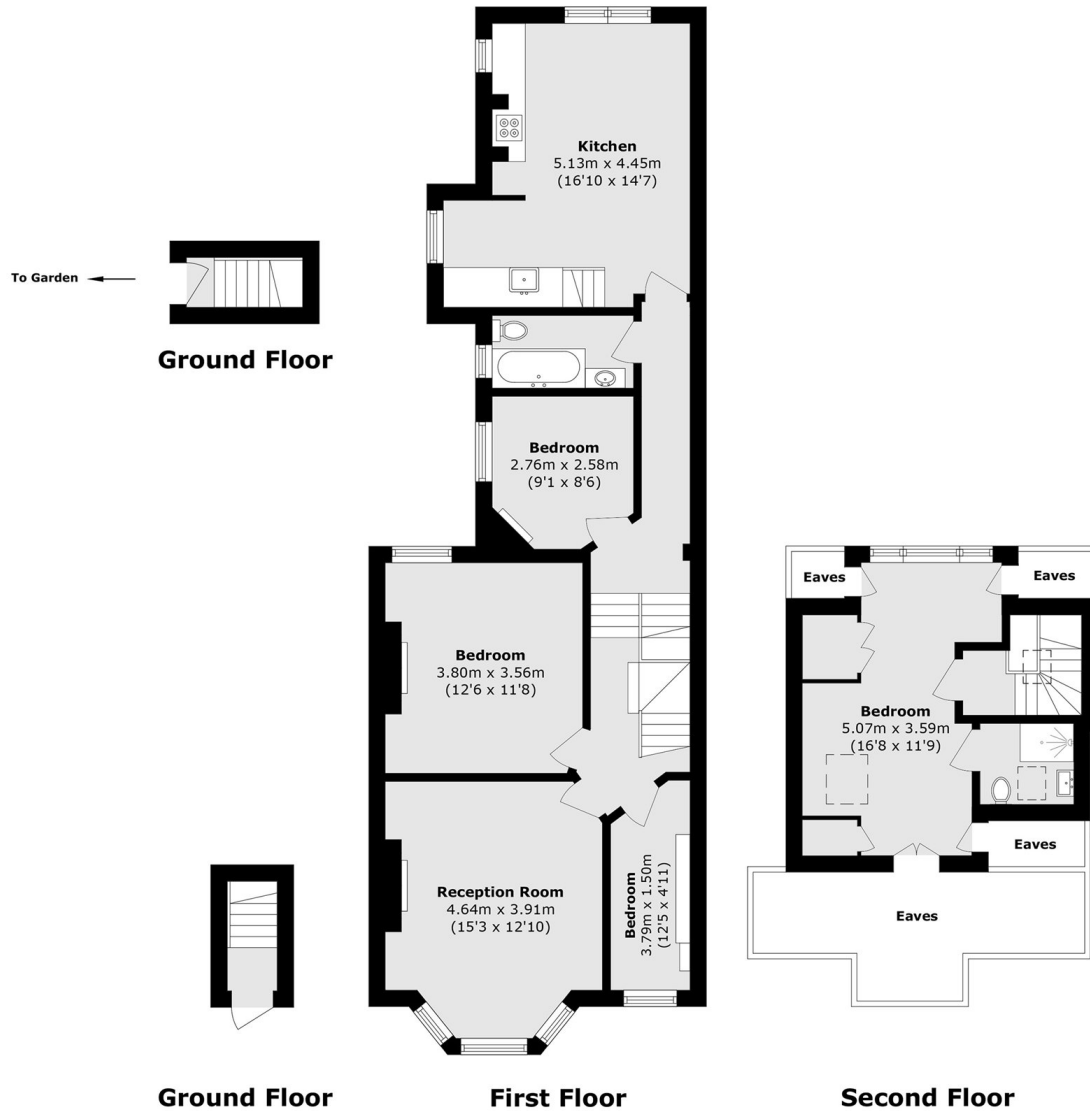 Kitchen
5.13m x 4.45m
(16'10 x 14'7)
To Garden
Ground Floor
Bedroom
2.76m x 2.58m
(9'1 x 8'6)
Bedroom
3.80m x 3.56m
(12'6 x 11'8)
Reception Room
4.64m x 3.91m
(15'3 x 12'10)
Bedroom
3.79m x 1.50m
(12'5 x 4'11)
Eaves
Eaves
Bedroom
5.07m x 3.59m
(16'8 x 11'9)
Eaves
Eaves
Ground Floor
First Floor
Second Floor